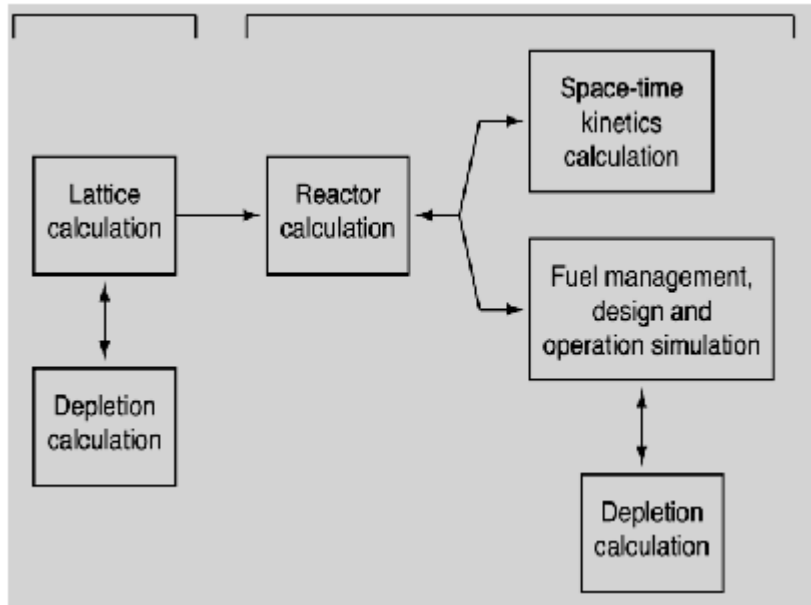 Space-time
kinetics
calculation
Lattice
calculation
Reactor
calculation
Fuel management,
design and
operation simulation
Depletion
calculation
Depletion
calculation